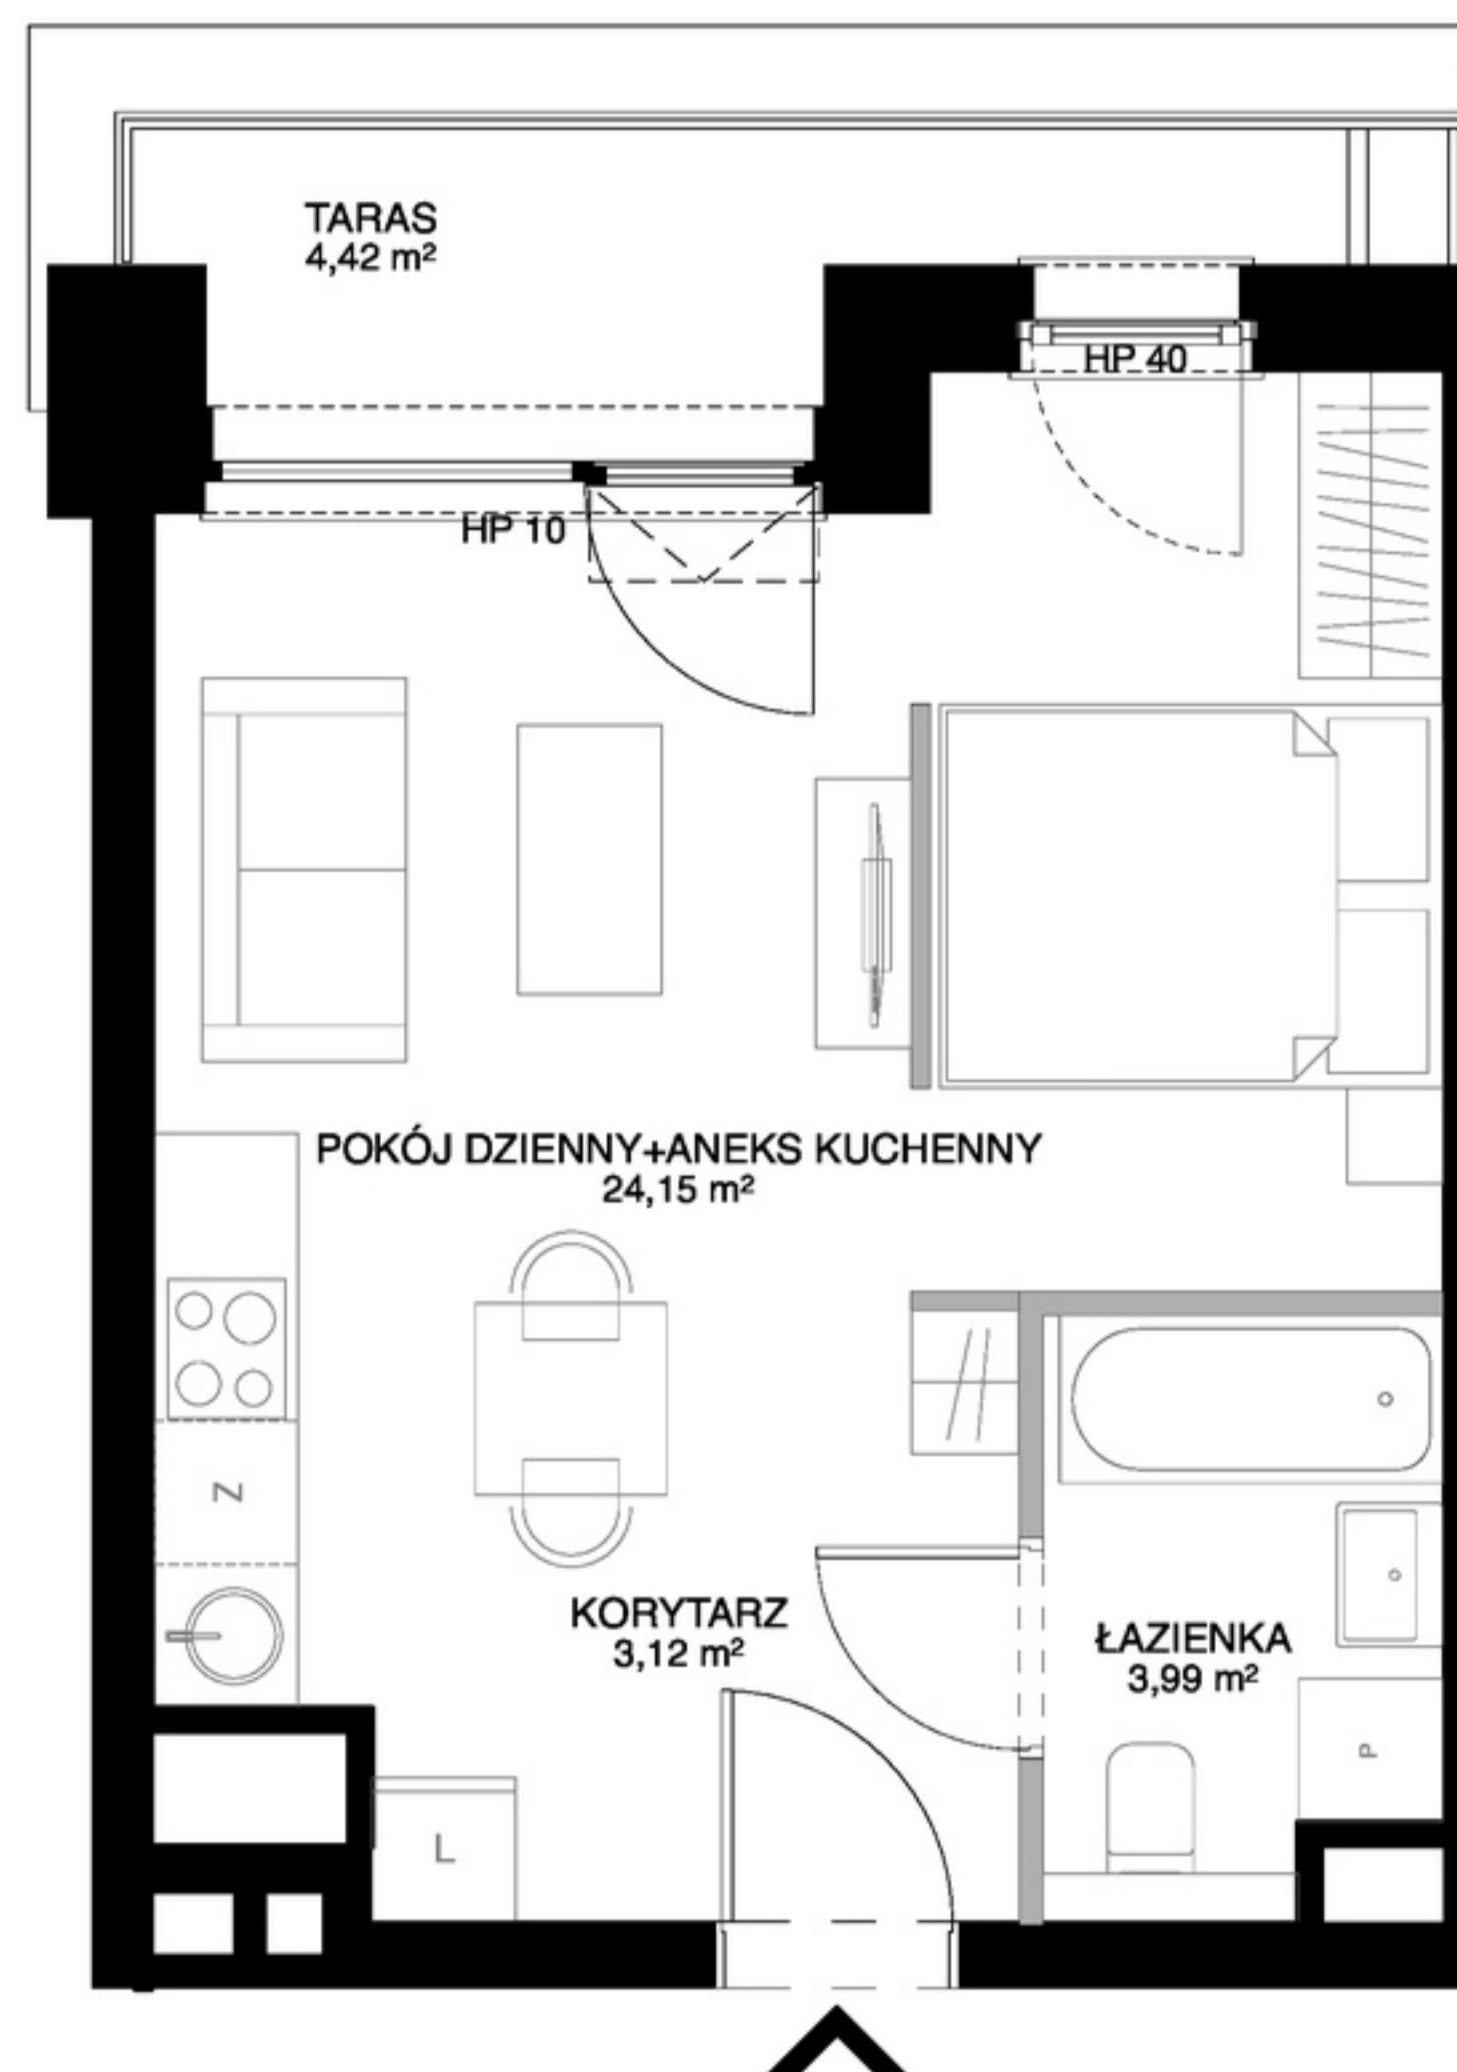 TARAS
4,42 m²
HP 40
HP 10
POKÓJ DZIENNY+ANEKS KUCHENNY
24,15 m²
Z
KORYTARZ
3,12 m²
ŁAZIENKA
3,99 m²
P
L